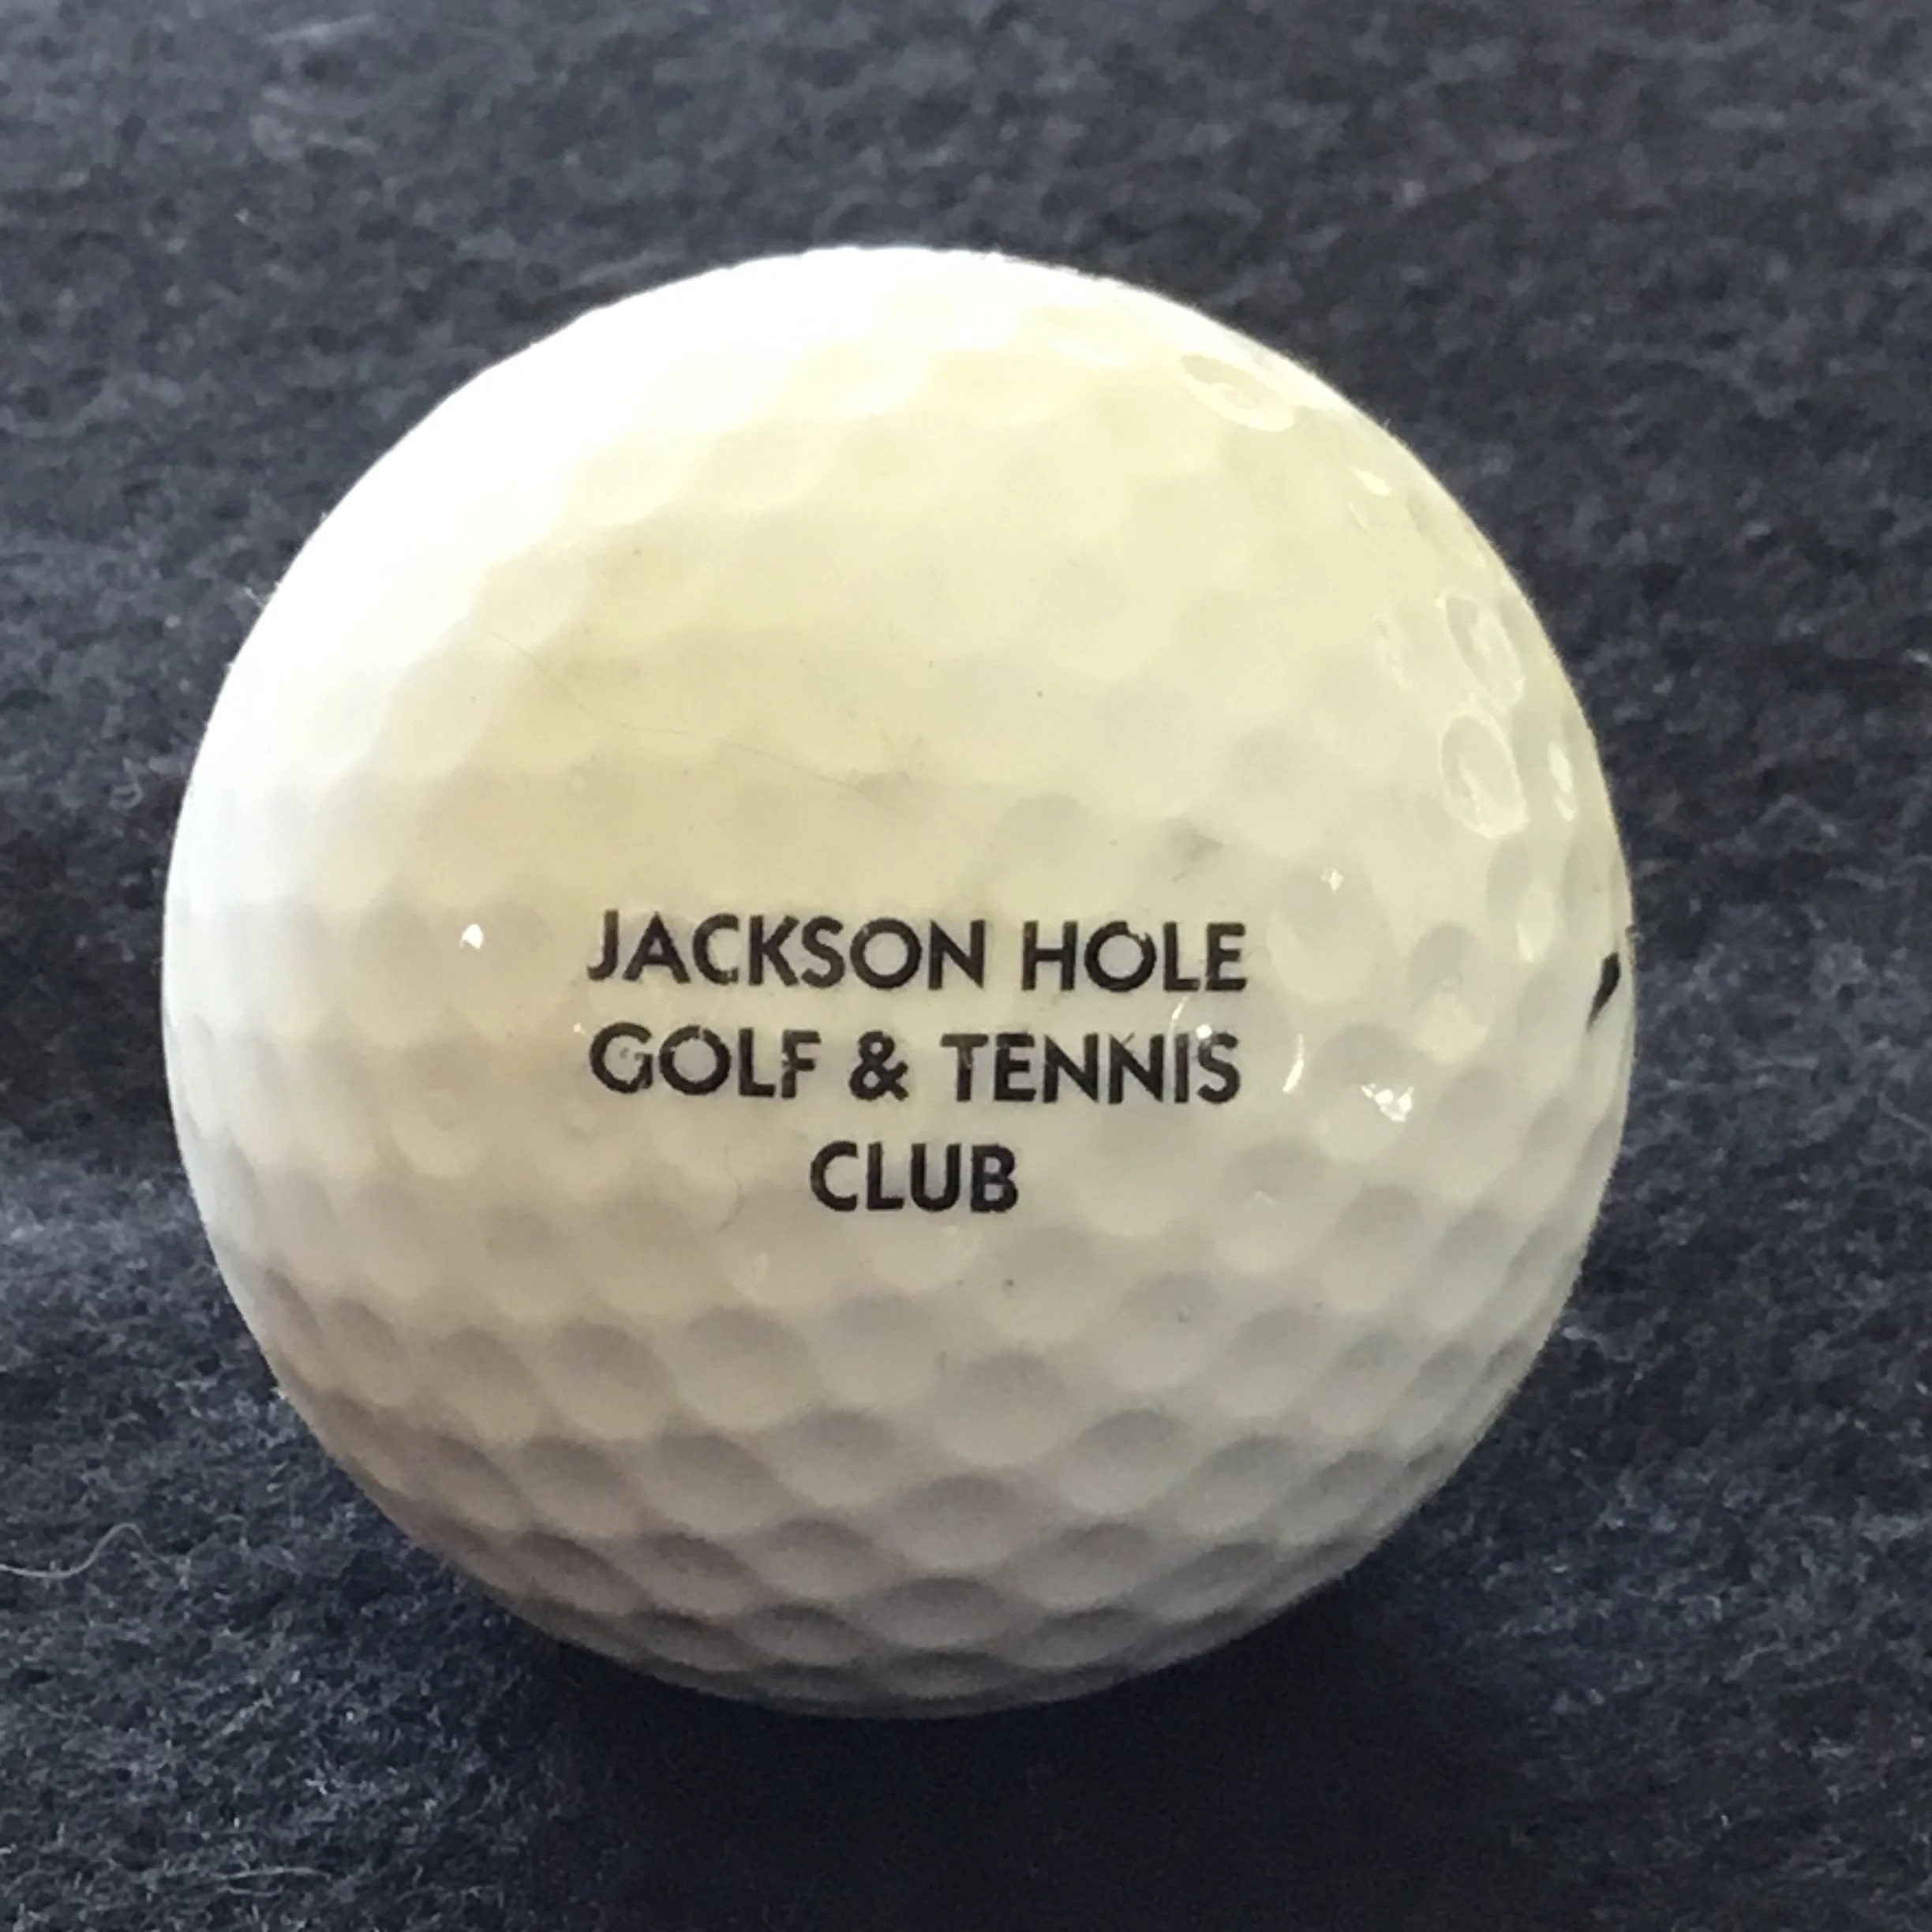 JACKSON HOLE
GOLF & TENNIS
CLUB